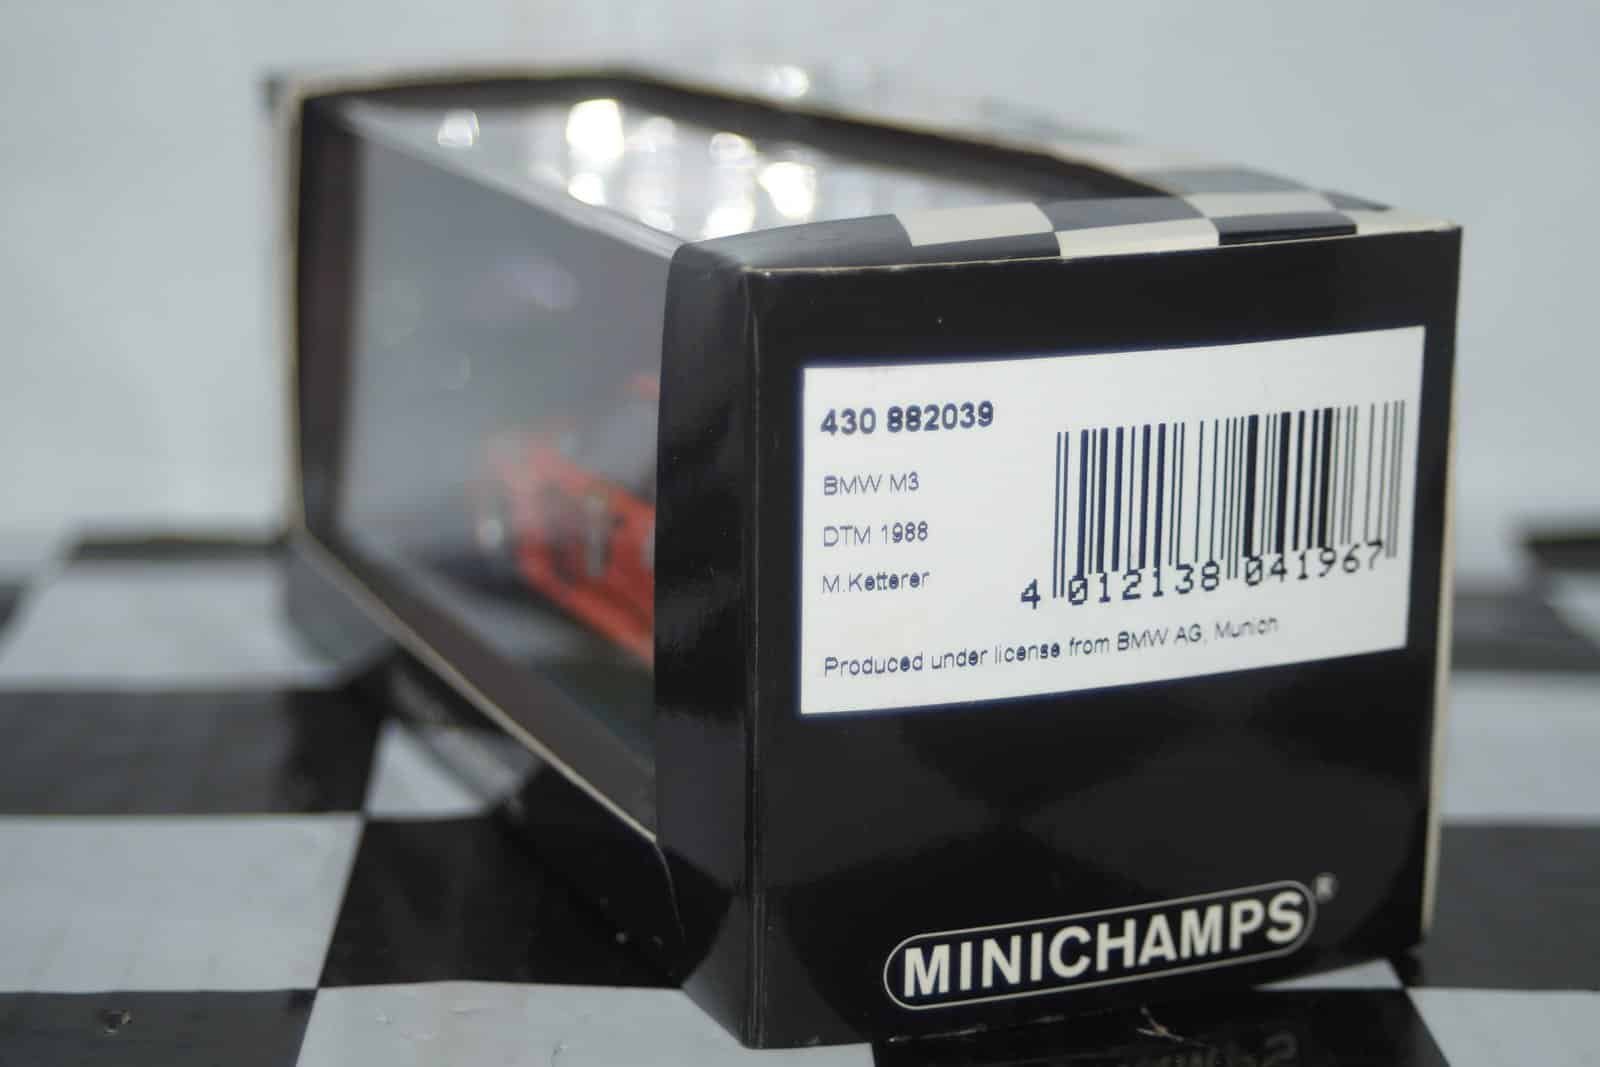 430 882039
BMW M3
DTM 1988
M.Ketterer
4 012138 041967
Produced under license from BMW AG, Munich
MINICHAMPS®